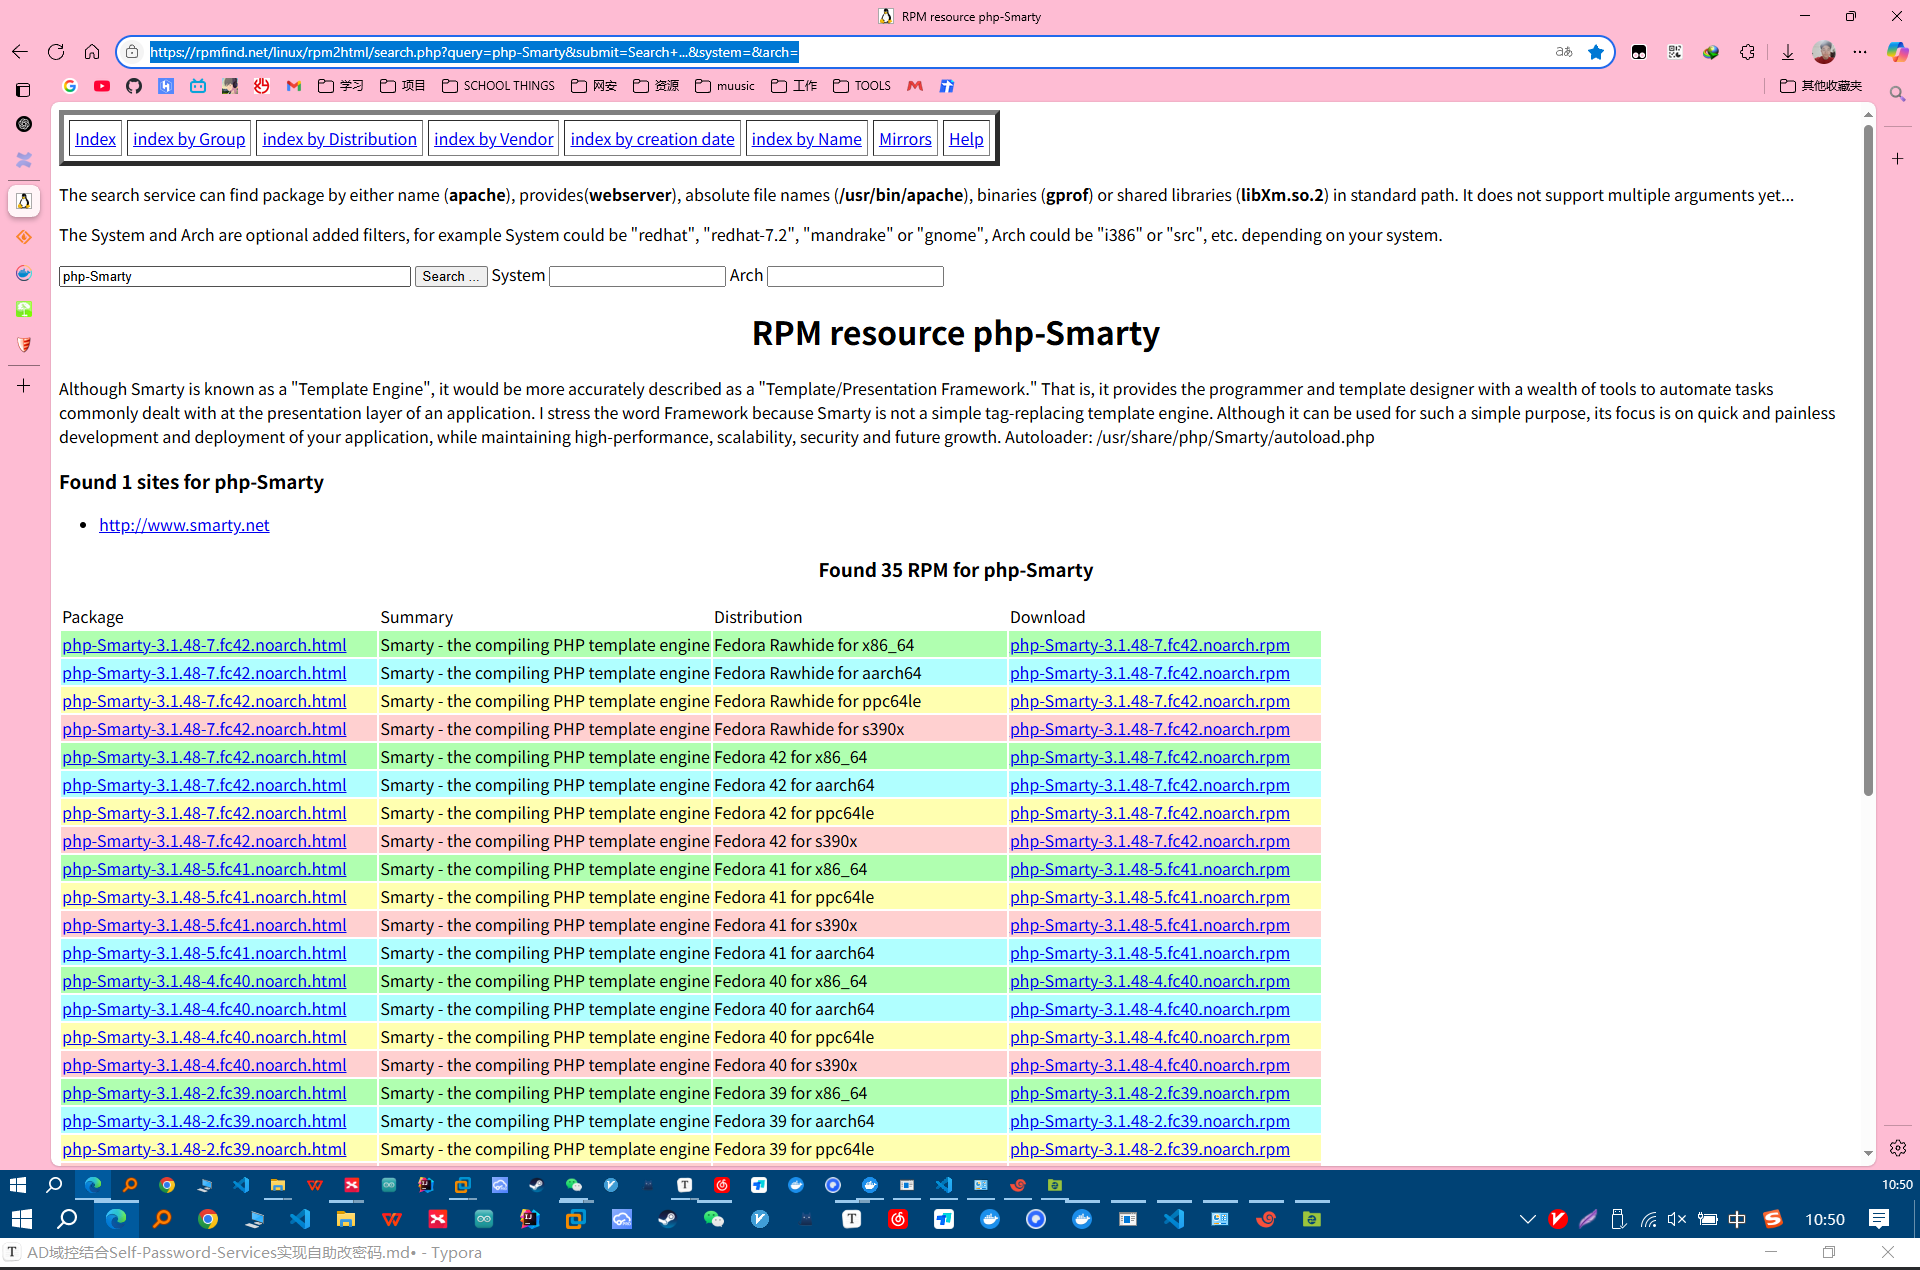 RPM resource php-Smarty
https://rpmfind.net/linux/rpm2html/search.php?query=php-Smarty&submit=Search+...&system=&arch=
学习
项目
SCHOOL THINGS
网安
资源
muusic
工作
TOOLS
其他收藏夹
Index index by Group index by Distribution index by Vendor index by creation date index by Name Mirrors Help
The search service can find package by either name (apache), provides(webserver), absolute file names (/usr/bin/apache), binaries (gprof) or shared libraries (libXm.so.2) in standard path. It does not support multiple arguments yet...
The System and Arch are optional added filters, for example System could be "redhat", "redhat-7.2", "mandrake" or "gnome", Arch could be "i386" or "src", etc. depending on your system.
php-Smarty Search ... System Arch
RPM resource php-Smarty
Although Smarty is known as a "Template Engine", it would be more accurately described as a "Template/Presentation Framework." That is, it provides the programmer and template designer with a wealth of tools to automate tasks
commonly dealt with at the presentation layer of an application. I stress the word Framework because Smarty is not a simple tag-replacing template engine. Although it can be used for such a simple purpose, its focus is on quick and painless
development and deployment of your application, while maintaining high-performance, scalability, security and future growth. Autoloader: /usr/share/php/Smarty/autoload.php
Found 1 sites for php-Smarty
http://www.smarty.net
Found 35 RPM for php-Smarty
Package Summary Distribution Download
php-Smarty-3.1.48-7.fc42.noarch.html Smarty - the compiling PHP template engine Fedora Rawhide for x86_64 php-Smarty-3.1.48-7.fc42.noarch.rpm
php-Smarty-3.1.48-7.fc42.noarch.html Smarty - the compiling PHP template engine Fedora Rawhide for aarch64 php-Smarty-3.1.48-7.fc42.noarch.rpm
php-Smarty-3.1.48-7.fc42.noarch.html Smarty - the compiling PHP template engine Fedora Rawhide for ppc64le php-Smarty-3.1.48-7.fc42.noarch.rpm
php-Smarty-3.1.48-7.fc42.noarch.html Smarty - the compiling PHP template engine Fedora Rawhide for s390x php-Smarty-3.1.48-7.fc42.noarch.rpm
php-Smarty-3.1.48-7.fc42.noarch.html Smarty - the compiling PHP template engine Fedora 42 for x86_64 php-Smarty-3.1.48-7.fc42.noarch.rpm
php-Smarty-3.1.48-7.fc42.noarch.html Smarty - the compiling PHP template engine Fedora 42 for aarch64 php-Smarty-3.1.48-7.fc42.noarch.rpm
php-Smarty-3.1.48-7.fc42.noarch.html Smarty - the compiling PHP template engine Fedora 42 for ppc64le php-Smarty-3.1.48-7.fc42.noarch.rpm
php-Smarty-3.1.48-7.fc42.noarch.html Smarty - the compiling PHP template engine Fedora 42 for s390x php-Smarty-3.1.48-7.fc42.noarch.rpm
php-Smarty-3.1.48-5.fc41.noarch.html Smarty - the compiling PHP template engine Fedora 41 for x86_64 php-Smarty-3.1.48-5.fc41.noarch.rpm
php-Smarty-3.1.48-5.fc41.noarch.html Smarty - the compiling PHP template engine Fedora 41 for ppc64le php-Smarty-3.1.48-5.fc41.noarch.rpm
php-Smarty-3.1.48-5.fc41.noarch.html Smarty - the compiling PHP template engine Fedora 41 for s390x php-Smarty-3.1.48-5.fc41.noarch.rpm
php-Smarty-3.1.48-5.fc41.noarch.html Smarty - the compiling PHP template engine Fedora 41 for aarch64 php-Smarty-3.1.48-5.fc41.noarch.rpm
php-Smarty-3.1.48-4.fc40.noarch.html Smarty - the compiling PHP template engine Fedora 40 for x86_64 php-Smarty-3.1.48-4.fc40.noarch.rpm
php-Smarty-3.1.48-4.fc40.noarch.html Smarty - the compiling PHP template engine Fedora 40 for aarch64 php-Smarty-3.1.48-4.fc40.noarch.rpm
php-Smarty-3.1.48-4.fc40.noarch.html Smarty - the compiling PHP template engine Fedora 40 for ppc64le php-Smarty-3.1.48-4.fc40.noarch.rpm
php-Smarty-3.1.48-4.fc40.noarch.html Smarty - the compiling PHP template engine Fedora 40 for s390x php-Smarty-3.1.48-4.fc40.noarch.rpm
php-Smarty-3.1.48-2.fc39.noarch.html Smarty - the compiling PHP template engine Fedora 39 for x86_64 php-Smarty-3.1.48-2.fc39.noarch.rpm
php-Smarty-3.1.48-2.fc39.noarch.html Smarty - the compiling PHP template engine Fedora 39 for aarch64 php-Smarty-3.1.48-2.fc39.noarch.rpm
php-Smarty-3.1.48-2.fc39.noarch.html Smarty - the compiling PHP template engine Fedora 39 for ppc64le php-Smarty-3.1.48-2.fc39.noarch.rpm
10:50
中 10:50
T AD域控结合Self-Password-Services实现自助改密码.md• - Typora